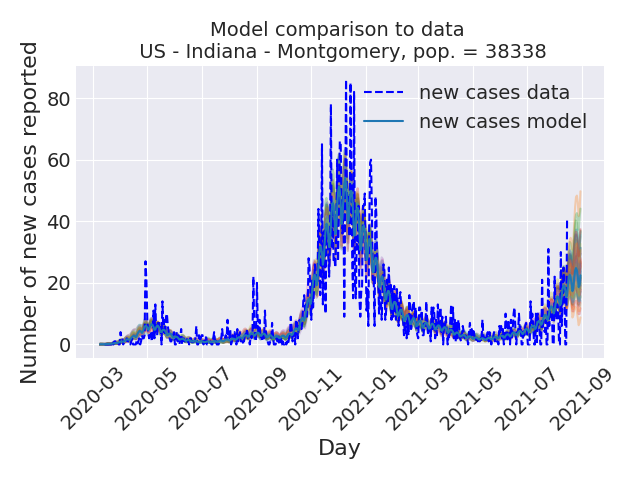 Model comparison to data
US - Indiana - Montgomery, pop. = 38338
Number of new cases reported
80
60
40
20
0
new cases data
new cases model
2020-03
2020-05
2020-07
2020-09
2020-11
2021-01
2021-03
2021-05
2021-07
2021-09
Day